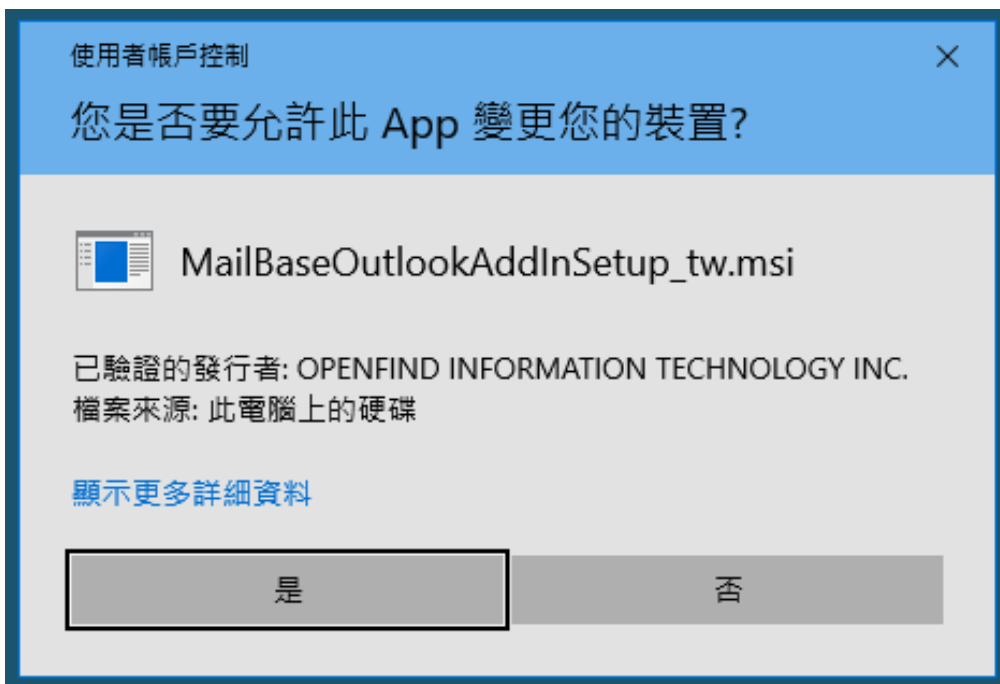 使用者帳戶控制
您是否要允許此 App 變更您的裝置?
MailBaseOutlookAddInSetup_tw.msi
已驗證的發行者: OPENFIND INFORMATION TECHNOLOGY INC.
檔案來源: 此電腦上的硬碟
顯示更多詳細資料
是
否